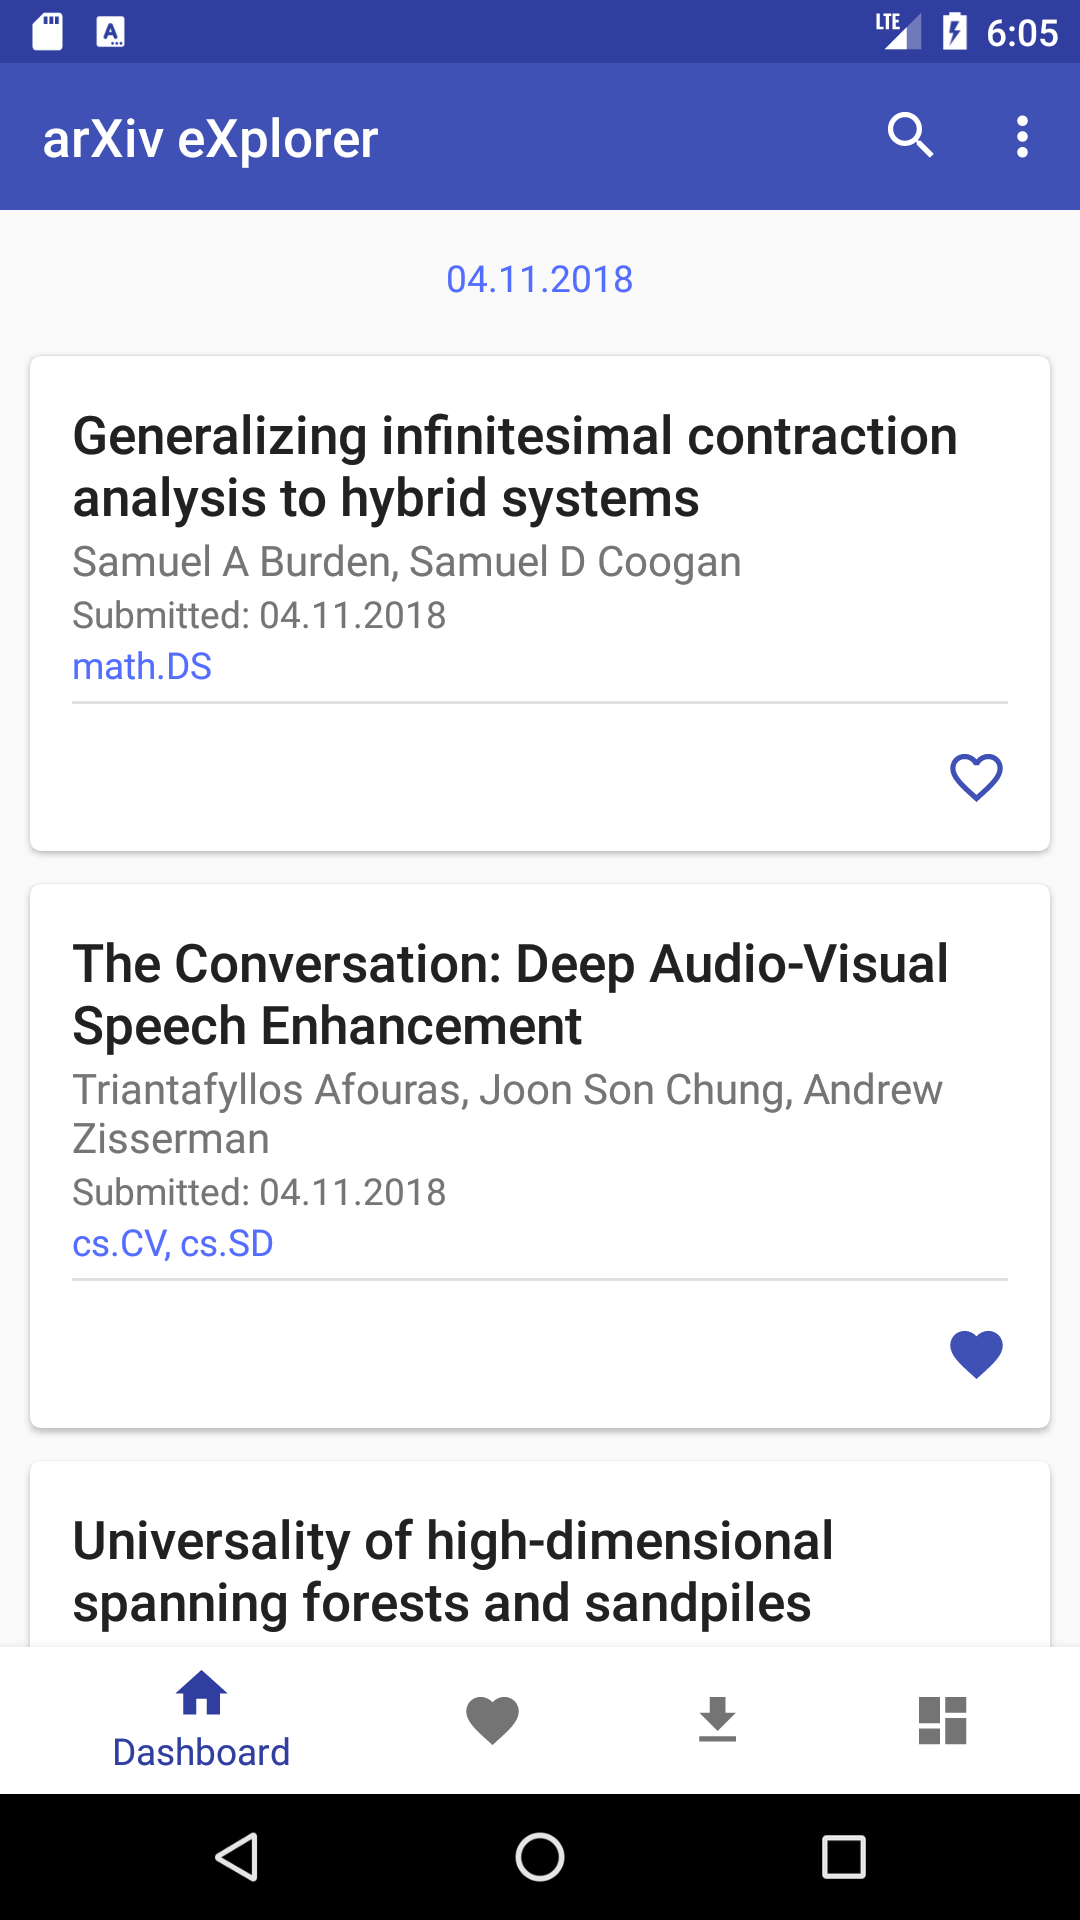 LTE 6:05
arXiv eXplorer
04.11.2018
Generalizing infinitesimal contraction
analysis to hybrid systems
Samuel A Burden, Samuel D Coogan
Submitted: 04.11.2018
math.DS
The Conversation: Deep Audio-Visual
Speech Enhancement
Triantafyllos Afouras, Joon Son Chung, Andrew
Zisserman
Submitted: 04.11.2018
cs.CV, cs.SD
Universality of high-dimensional
spanning forests and sandpiles
Dashboard